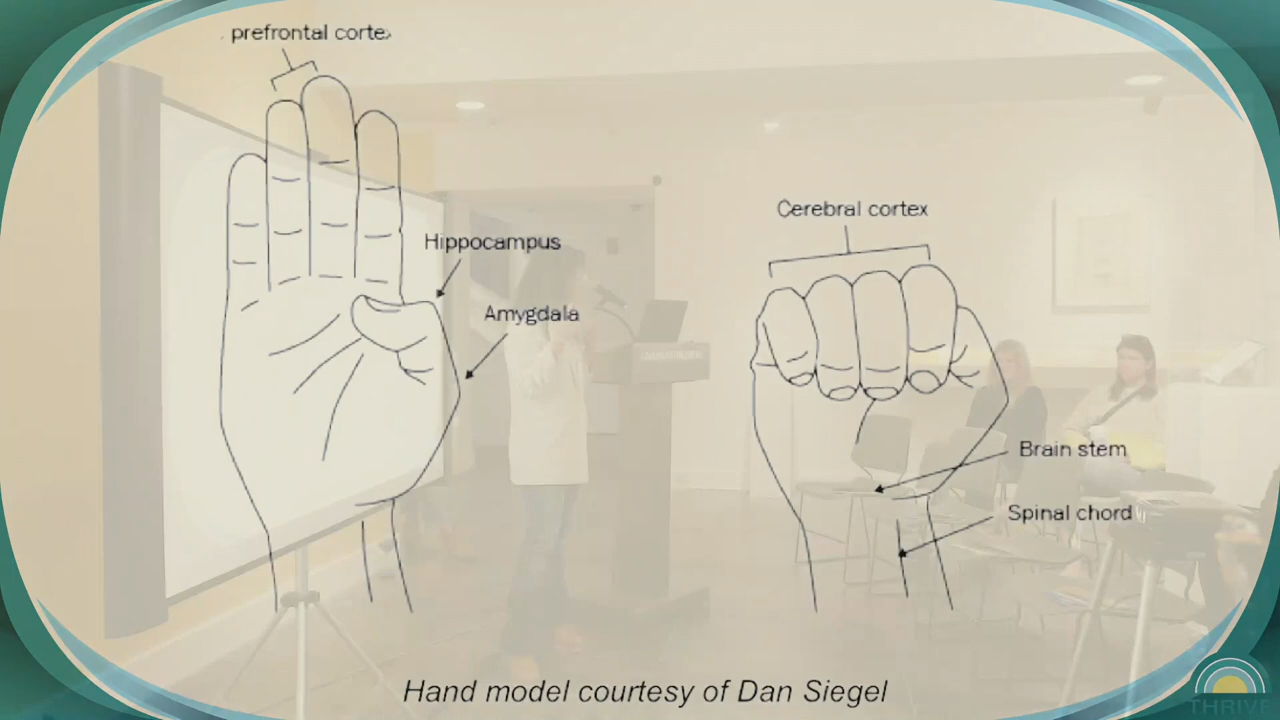 prefrontal corte
Hippocampus
Amygdala
Cerebral cortex
Brain stem
Spinal chord
Hand model courtesy of Dan Siegel
THRIVE